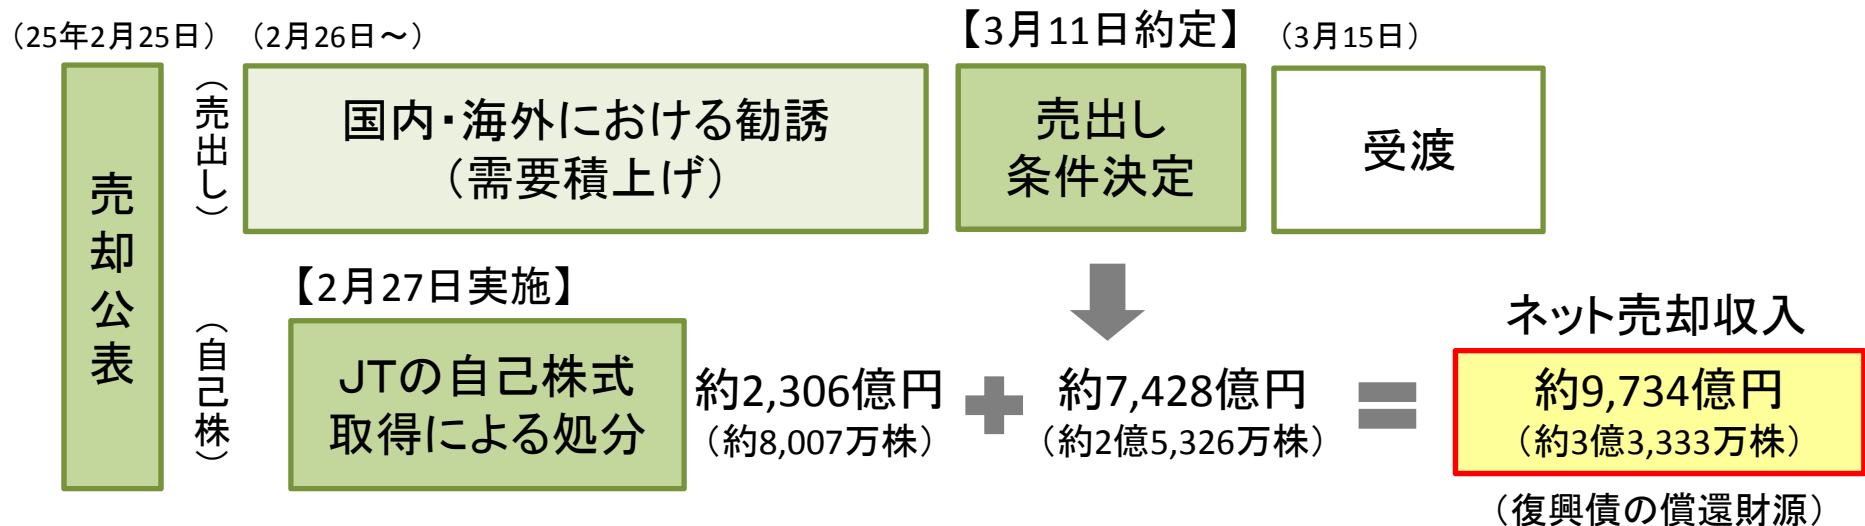 （25年2月25日）
売却公表
（売出し）
（2月26日～）
国内・海外における勧誘
（需要積上げ）
【3月11日約定】
売出し
条件決定
（3月15日）
受渡
（自己株）
【2月27日実施】
JTの自己株式
取得による処分
約2,306億円
（約8,007万株）
約7,428億円
（約2億5,326万株）
ネット売却収入
約9,734億円
（約3億3,333万株）
（復興債の償還財源）